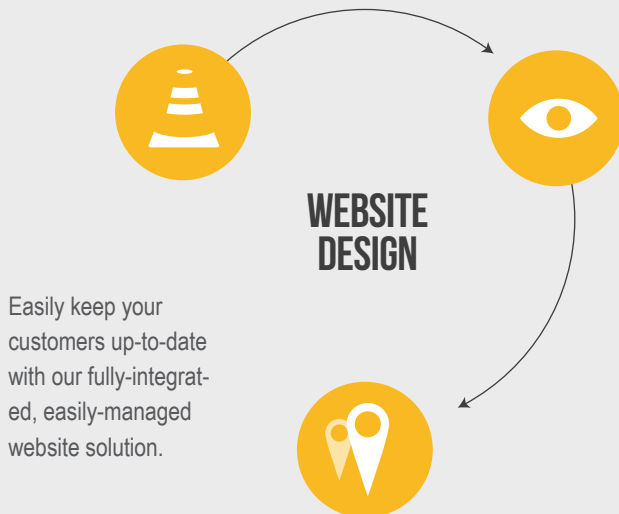 WEBSITE
DESIGN
Easily keep your
customers up-to-date
with our fully-integrat-
ed, easily-managed
website solution.